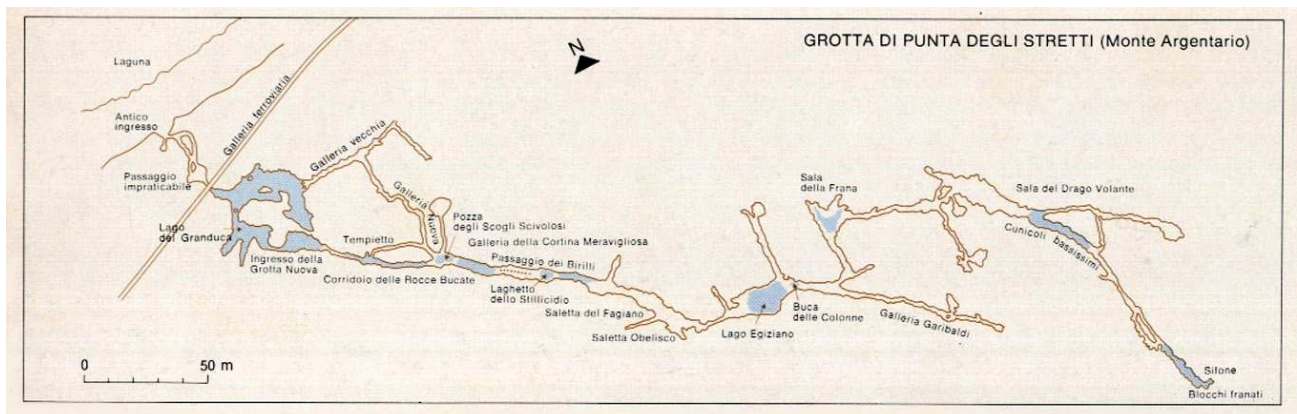 GROTTA DI PUNTA DEGLI STRETTI (Monte Argentario)
N
Laguna
Antico
ingresso
Galleria ferroviaria
Passaggio
impraticabile
Galleria vecchia
Galleria Nuova
Lago
del Granduca
Ingresso della
Grotta Nuova
Tempietto
Corridoio delle Rocce Bucate
Pozza
degli Scogli Scivolosi
Galleria della Cortina Meravigliosa
Passaggio dei Birilli
Laghetto
dello Stillicidio
Saletta del Fagiano
Saletta Obelisco
Lago Egiziano
Buca
delle Colonne
Sala
della Frana
Galleria Garibaldi
Sala del Drago Volante
Cunicoli bassissimi
Sifone
Blocchi franati
0 50 m